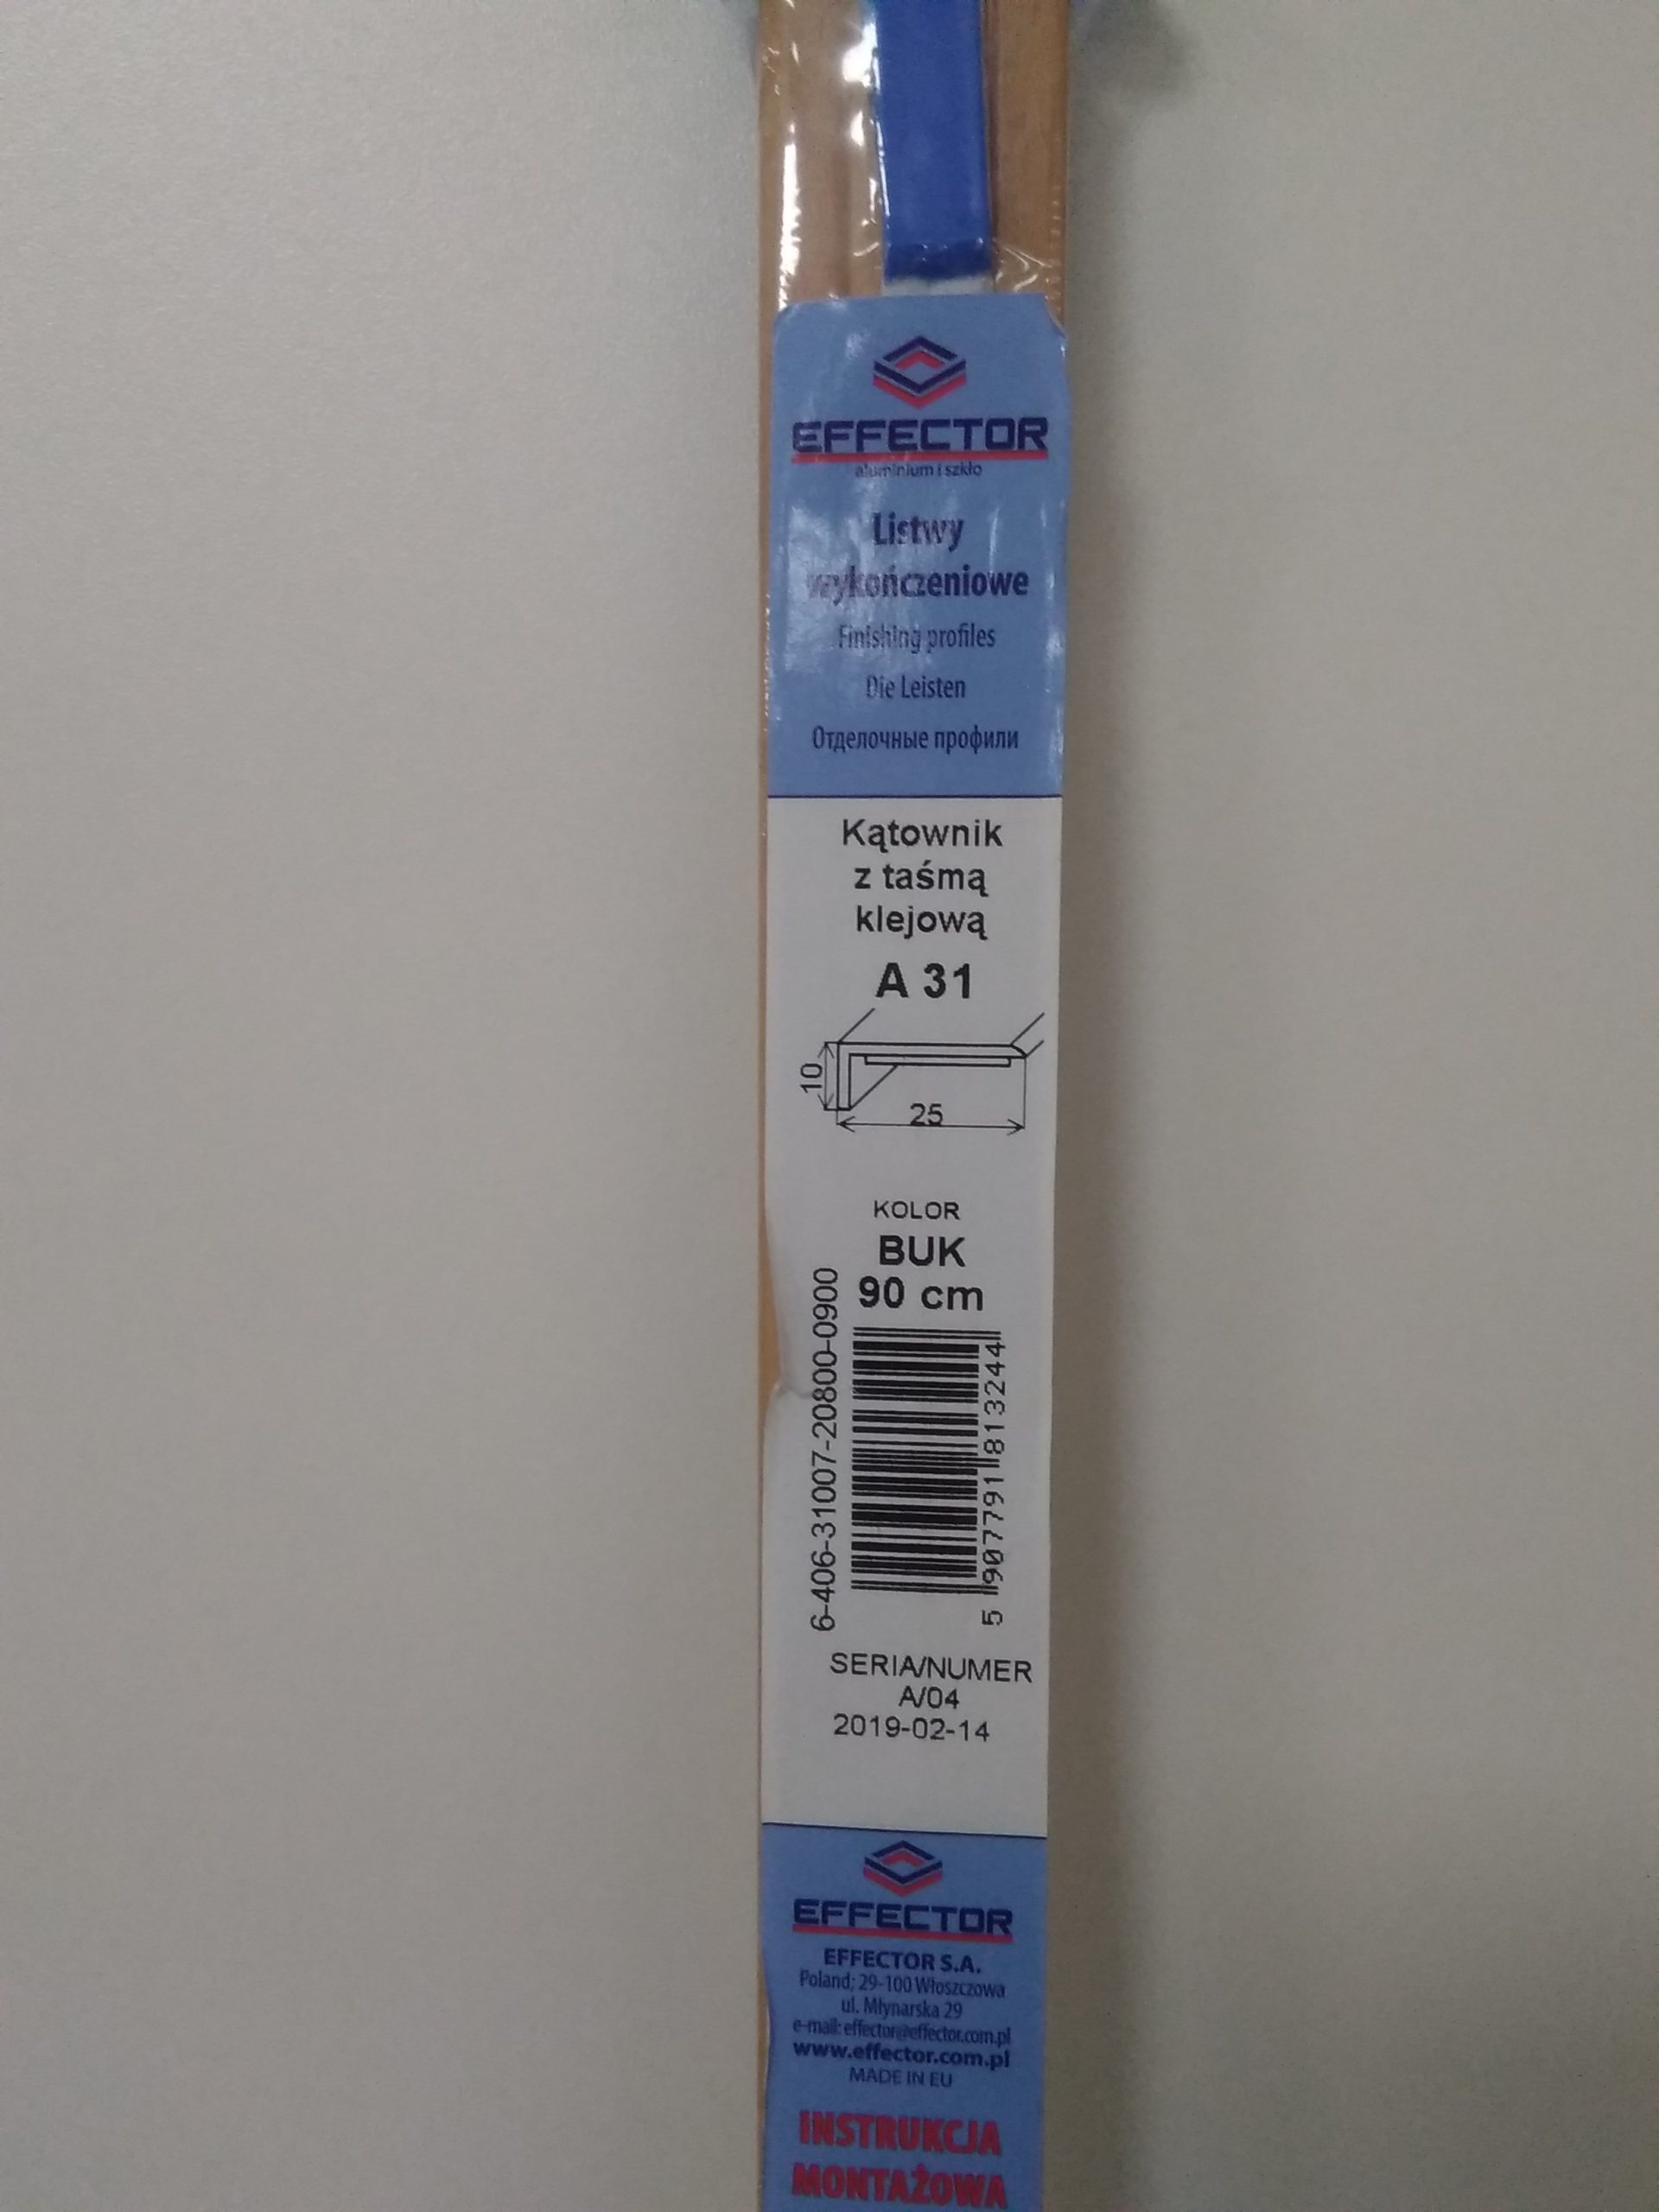 EFFECTOR
aluminium i szkło
Listwy
wykończeniowe
Finishing profiles
Die Leisten
Отделочные профили
Kątownik
z taśmą
klejową
A 31
10
25
KOLOR
BUK
90 cm
6-406-31007-20800-0900
5 907791 813244
SERIA/NUMER
A/04
2019-02-14
EFFECTOR
EFFECTOR S.A.
Poland; 29-100 Włoszczowa
ul. Młynarska 29
e-mail: effector@effector.com.pl
www.effector.com.pl
MADE IN EU
INSTRUKCJA
MONTAŻOWA